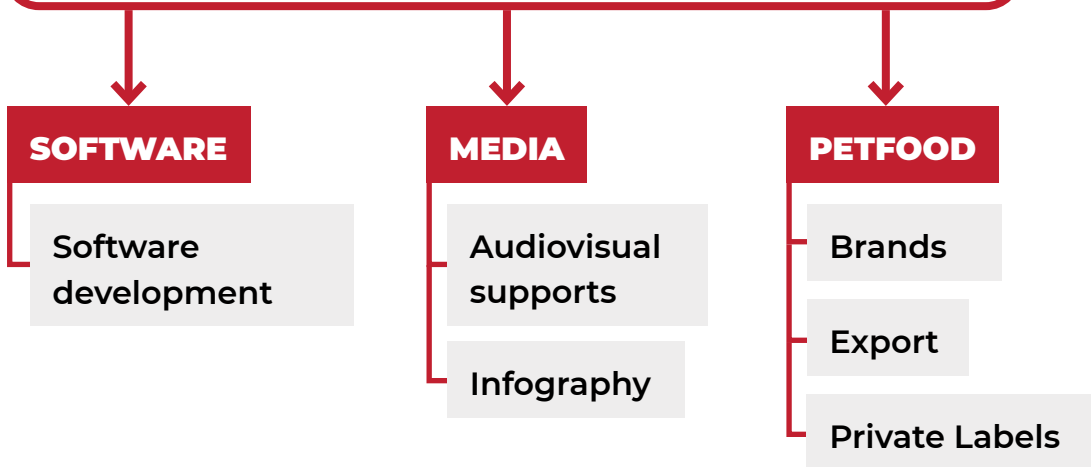 SOFTWARE
Software
development
MEDIA
Audiovisual
supports
Infography
PETFOOD
Brands
Export
Private Labels